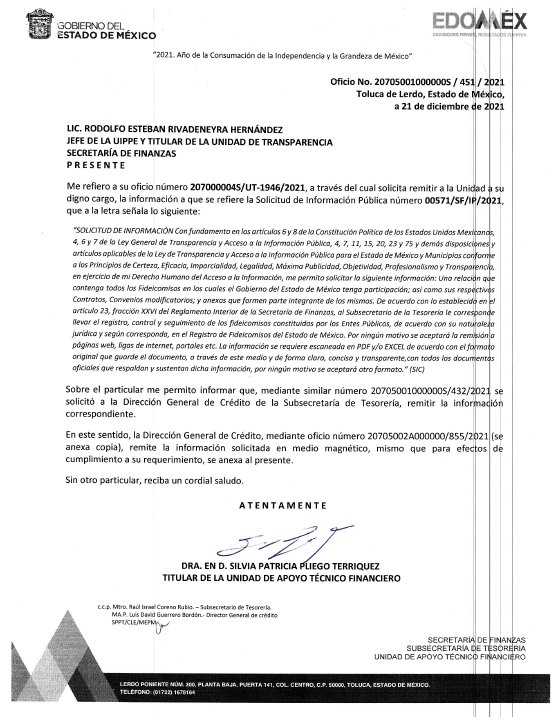 GOBIERNO DEL
ESTADO DE MÉXICO
EDOMÉX
DECISIONES FIRMES, RESULTADOS FUERTES.
"2021. Año de la Consumación de la Independencia y la Grandeza de México"
Oficio No. 20705001000000S / 451 / 2021
Toluca de Lerdo, Estado de México,
a 21 de diciembre de 2021
LIC. RODOLFO ESTEBAN RIVADENEYRA HERNÁNDEZ
JEFE DE LA UIPPE Y TITULAR DE LA UNIDAD DE TRANSPARENCIA
SECRETARÍA DE FINANZAS
P R E S E N T E
Me refiero a su oficio número 207000004S/UT-1946/2021, a través del cual solicita remitir a la Unidad a su
digno cargo, la información a que se refiere la Solicitud de Información Pública número 00571/SF/IP/2021,
que a la letra señala lo siguiente:
"SOLICITUD DE INFORMACIÓN Con fundamento en los artículos 6 y 8 de la Constitución Política de los Estados Unidos Mexicanos,
4, 6 y 7 de la Ley General de Transparencia y Acceso a la Información Pública, 4, 7, 11, 15, 20, 23 y 75 y demás disposiciones y
artículos aplicables de la Ley de Transparencia y Acceso a la Información Pública para el Estado de México y Municipios conforme
a los Principios de Certeza, Eficacia, Imparcialidad, Legalidad, Máxima Publicidad, Objetividad, Profesionalismo y Transparencia,
en ejercicio de mi Derecho Humano del Acceso a la Información, me permito solicitar la siguiente información: Una relación que
contenga todos los Fideicomisos en los cuales el Gobierno del Estado de México tenga participación; así como sus respectivos
Contratos, Convenios modificatorios; y anexos que formen parte integrante de los mismos. De acuerdo con lo establecido en el
artículo 23, fracción XXVI del Reglamento Interior de la Secretaría de Finanzas, al Subsecretario de la Tesorería le corresponde
llevar el registro, control y seguimiento de los fideicomisos constituidos por los Entes Públicos, de acuerdo con su naturaleza
jurídica y según corresponda, en el Registro de Fideicomisos del Estado de México. Por ningún motivo se aceptará la remisión a
páginas web, ligas de internet, portales etc. La información se requiere escaneada en PDF y/o EXCEL de acuerdo con el formato
original que guarde el documento, a través de este medio y de forma clara, concisa y transparente,con todos los documentos
oficiales que respaldan y sustentan dicha información, por ningún motivo se aceptará otro formato." (SIC)
Sobre el particular me permito informar que, mediante similar número 20705001000000S/432/2021 se
solicitó a la Dirección General de Crédito de la Subsecretaría de Tesorería, remitir la información
correspondiente.
En este sentido, la Dirección General de Crédito, mediante oficio número 20705002A000000/855/2021 (se
anexa copia), remite la información solicitada en medio magnético, mismo que para efectos de
cumplimiento a su requerimiento, se anexa al presente.
Sin otro particular, reciba un cordial saludo.
A T E N T A M E N T E
DRA. EN D. SILVIA PATRICIA PLIEGO TERRIQUEZ
TITULAR DE LA UNIDAD DE APOYO TÉCNICO FINANCIERO
c.c.p. Mtro. Raúl Israel Coreno Rubio. – Subsecretario de Tesorería.
MA.P. Luis David Guerrero Bordón.- Director General de crédito
SPPT/CLE/MEPM
SECRETARÍA DE FINANZAS
SUBSECRETARÍA DE TESORERÍA
UNIDAD DE APOYO TÉCNICO FINANCIERO
LERDO PONIENTE NÚM. 300, PLANTA BAJA, PUERTA 141, COL. CENTRO, C.P. 50000, TOLUCA, ESTADO DE MÉXICO.
TELÉFONO: (01722) 1678164